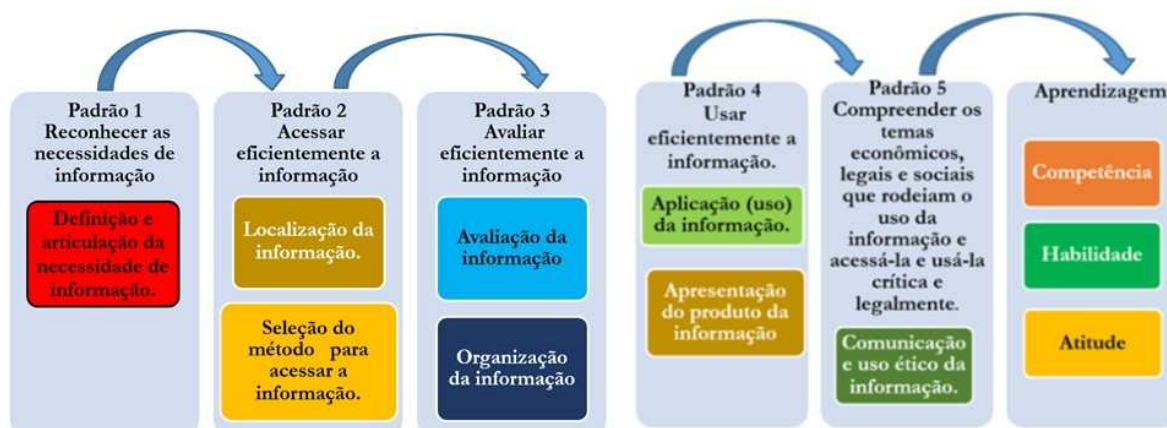 Padrão 1
Reconhecer as
necessidades de
informação
Definição e
articulação da
necessidade de
informação.
Padrão 2
Acessar
eficientemente a
informação
Localização da
informação.
Seleção do
método para
acessar a
informação.
Padrão 3
Avaliar
eficientemente a
informação
Avaliação da
informação
Organização
da informação
Padrão 4
Usar
eficientemente a
informação.
Aplicação (uso)
da informação.
Apresentação
do produto da
informação
Padrão 5
Compreender os
temas
econômicos,
legais e sociais
que rodeiam o
uso da
informação e
acessá-la e usá-la
crítica e
legalmente.
Comunicação
e uso ético da
informação.
Aprendizagem
Competência
Habilidade
Atitude